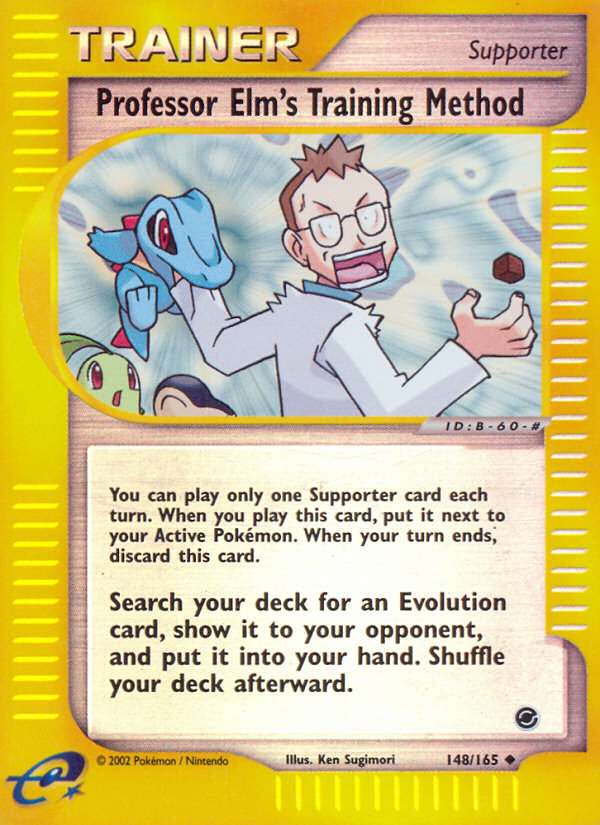 TRAINER
Supporter
Professor Elm's Training Method
ID:B-60-#
You can play only one Supporter card each
turn. When you play this card, put it next to
your Active Pokémon. When your turn ends,
discard this card.
Search your deck for an Evolution
card, show it to your opponent,
and put it into your hand. Shuffle
your deck afterward.
© 2002 Pokémon / Nintendo
Illus. Ken Sugimori
148/165 ◆
e